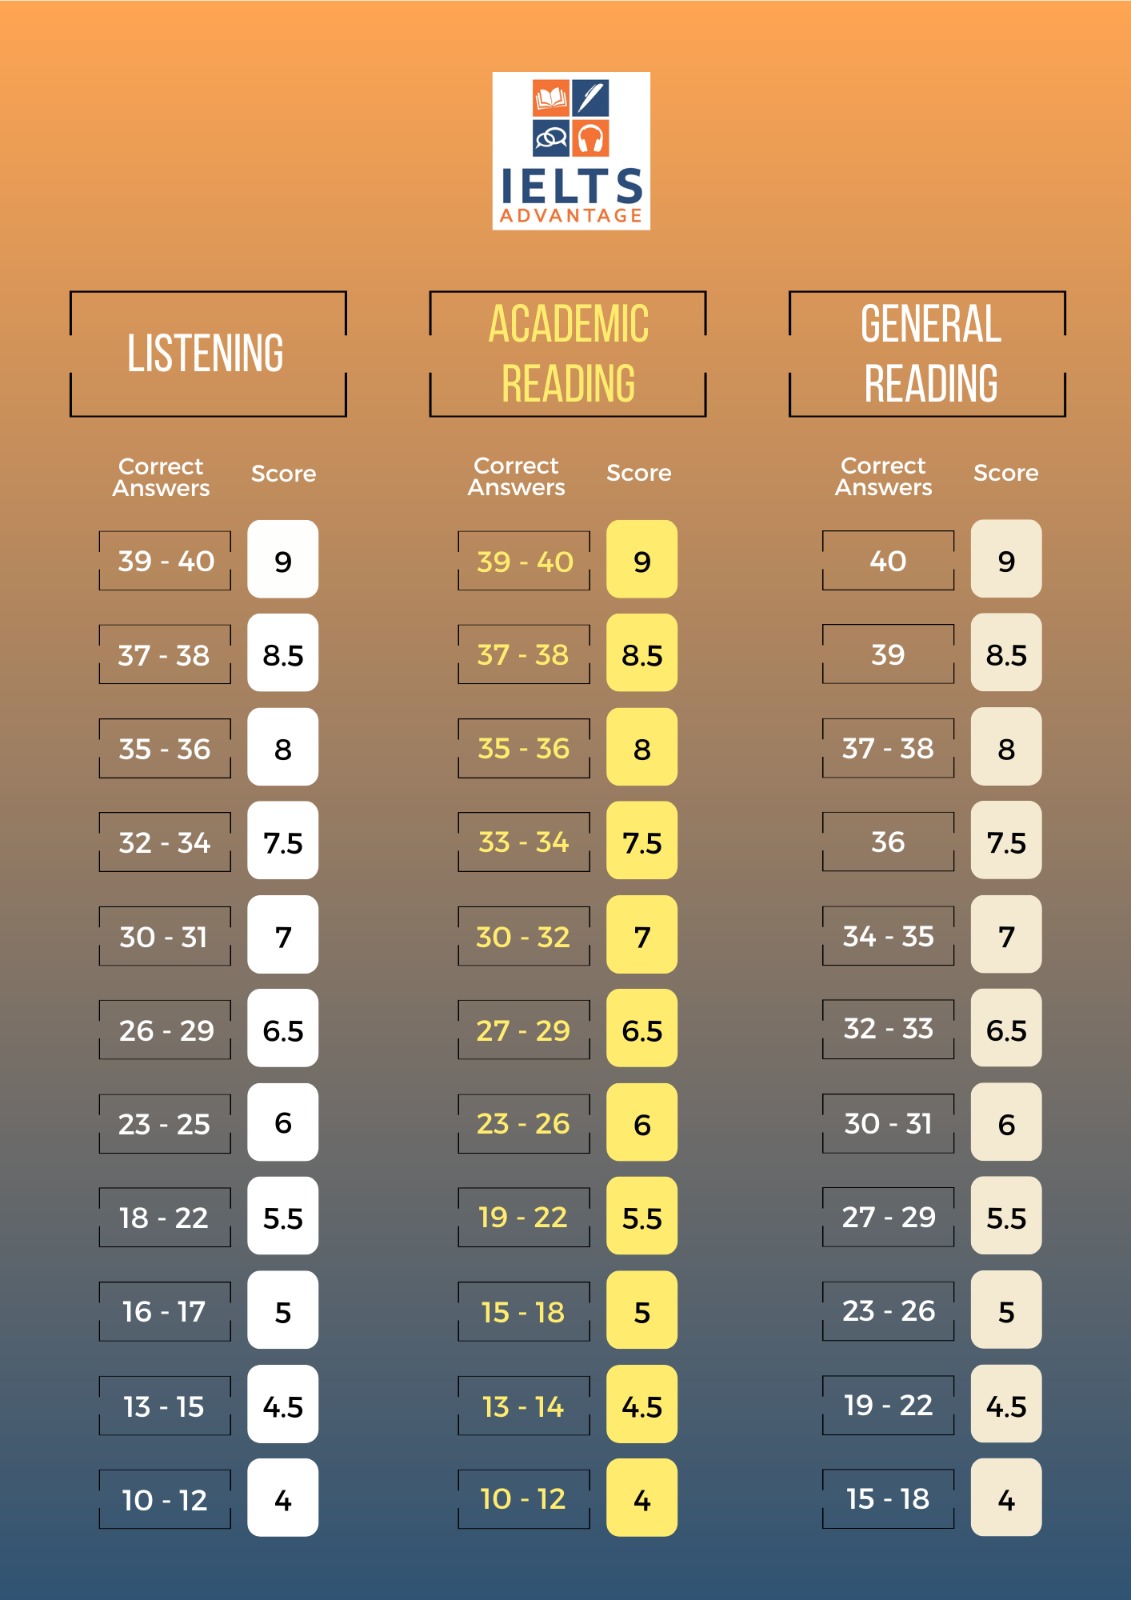 IELTS
ADVANTAGE
LISTENING
ACADEMIC
READING
GENERAL
READING
Correct
Answers
Score
Correct
Answers
Score
Correct
Answers
Score
39 - 40 9 39 - 40 9 40 9
37 - 38 8.5 37 - 38 8.5 39 8.5
35 - 36 8 35 - 36 8 37 - 38 8
32 - 34 7.5 33 - 34 7.5 36 7.5
30 - 31 7 30 - 32 7 34 - 35 7
26 - 29 6.5 27 - 29 6.5 32 - 33 6.5
23 - 25 6 23 - 26 6 30 - 31 6
18 - 22 5.5 19 - 22 5.5 27 - 29 5.5
16 - 17 5 15 - 18 5 23 - 26 5
13 - 15 4.5 13 - 14 4.5 19 - 22 4.5
10 - 12 4 10 - 12 4 15 - 18 4